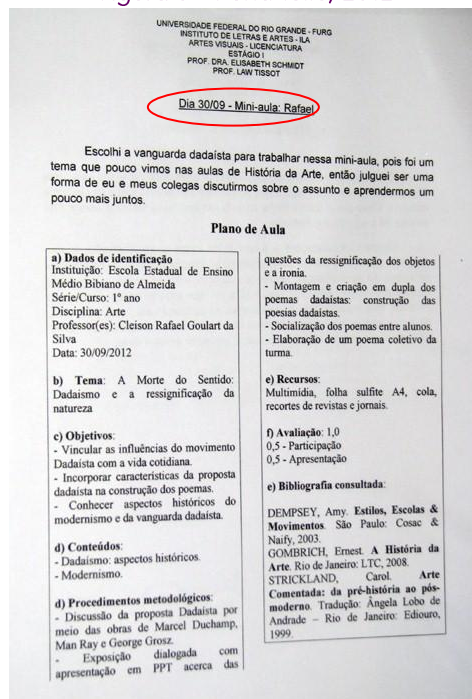 UNIVERSIDADE FEDERAL DO RIO GRANDE - FURG
INSTITUTO DE LETRAS E ARTES - ILA
ARTES VISUAIS - LICENCIATURA
ESTÁGIO I
PROF. DRA. ELISABETH SCHMIDT
PROF. LAW TISSOT
Dia 30/09 - Mini-aula: Rafael
Escolhi a vanguarda dadaísta para trabalhar nessa mini-aula, pois foi um
tema que pouco vimos nas aulas de História da Arte, então julguei ser uma
forma de eu e meus colegas discutirmos sobre o assunto e aprendermos um
pouco mais juntos.
Plano de Aula
a) Dados de identificação
Instituição: Escola Estadual de Ensino
Médio Bibiano de Almeida
Série/Curso: 1º ano
Disciplina: Arte
Professor(es): Cleison Rafael Goulart da
Silva
Data: 30/09/2012
b) Tema: A Morte do Sentido:
Dadaísmo e a ressignificação da
natureza
c) Objetivos:
- Vincular as influências do movimento
Dadaísta com a vida cotidiana.
- Incorporar características da proposta
dadaísta na construção dos poemas.
- Conhecer aspectos históricos do
modernismo e da vanguarda dadaísta.
d) Conteúdos:
- Dadaísmo: aspectos históricos.
- Modernismo.
d) Procedimentos metodológicos:
- Discussão da proposta Dadaísta por
meio das obras de Marcel Duchamp,
Man Ray e George Grosz.
- Exposição dialogada com
apresentação em PPT acerca das
questões da ressignificação dos objetos
e a ironia.
- Montagem e criação em dupla dos
poemas dadaístas: construção das
poesias dadaístas.
- Socialização dos poemas entre alunos.
- Elaboração de um poema coletivo da
turma.
e) Recursos:
Multimídia, folha sulfite A4, cola,
recortes de revistas e jornais.
f) Avaliação: 1,0
0,5 - Participação
0,5 - Apresentação
e) Bibliografia consultada:
DEMPSEY, Amy. Estilos, Escolas &
Movimentos. São Paulo: Cosac &
Naify, 2003.
GOMBRICH, Ernest. A História da
Arte. Rio de Janeiro: LTC, 2008.
STRICKLAND, Carol. Arte
Comentada: da pré-história ao pós-
moderno. Tradução: Ângela Lobo de
Andrade – Rio de Janeiro: Ediouro,
1999.